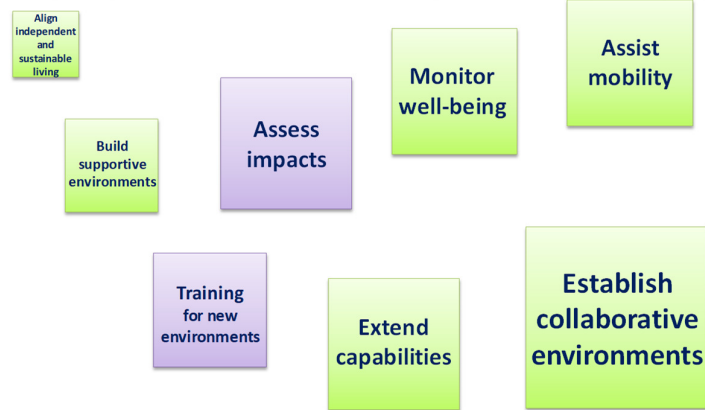 Align
independent
and
sustainable
living
Build
supportive
environments
Assess
impacts
Monitor
well-being
Assist
mobility
Training
for new
environments
Extend
capabilities
Establish
collaborative
environments